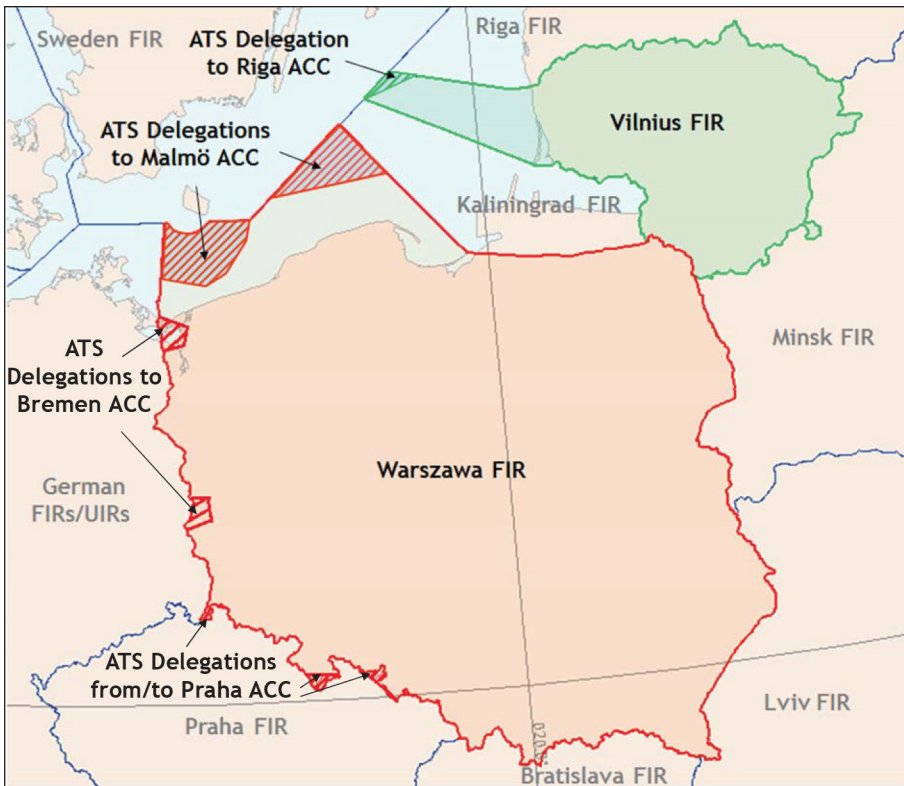 Sweden FIR
ATS Delegation
to Riga ACC
Riga FIR
ATS Delegations
to Malmö ACC
Vilnius FIR
Kaliningrad FIR
ATS
Delegations to
Bremen ACC
Minsk FIR
Warszawa FIR
German
FIRs/UIRs
ATS Delegations
from/to Praha ACC
Praha FIR
Lviv FIR
020.0°
Bratislava FIR